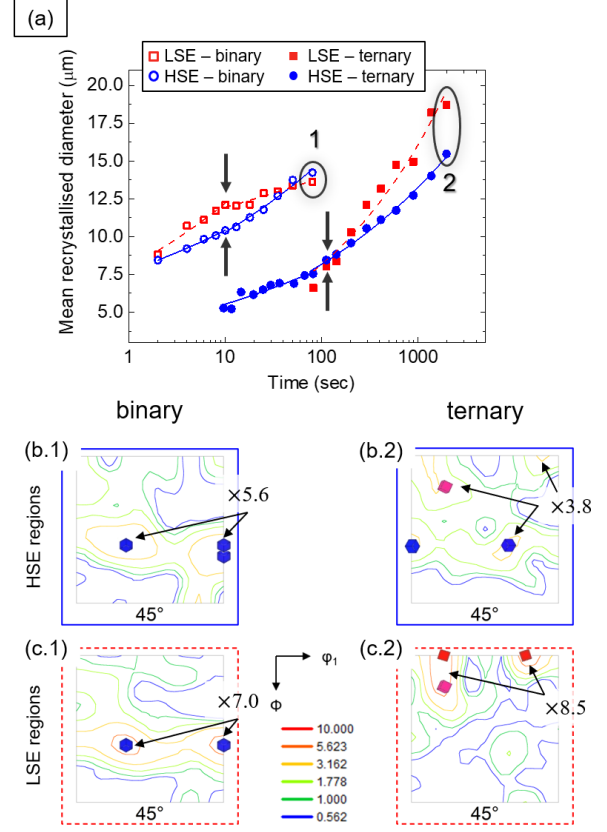 (a)
LSE – binary LSE – ternary
HSE – binary HSE – ternary
Mean recrystallised diameter (μm)
20.0
17.5
15.0
12.5
10.0
7.5
5.0
1
2
1 10 100 1000
Time (sec)
binary ternary
(b.1) (b.2)
HSE regions
×5.6
×3.8
45° 45°
(c.1) (c.2)
LSE regions
φ1
Φ
×7.0
×8.5
10.000
5.623
3.162
1.778
1.000
0.562
45° 45°